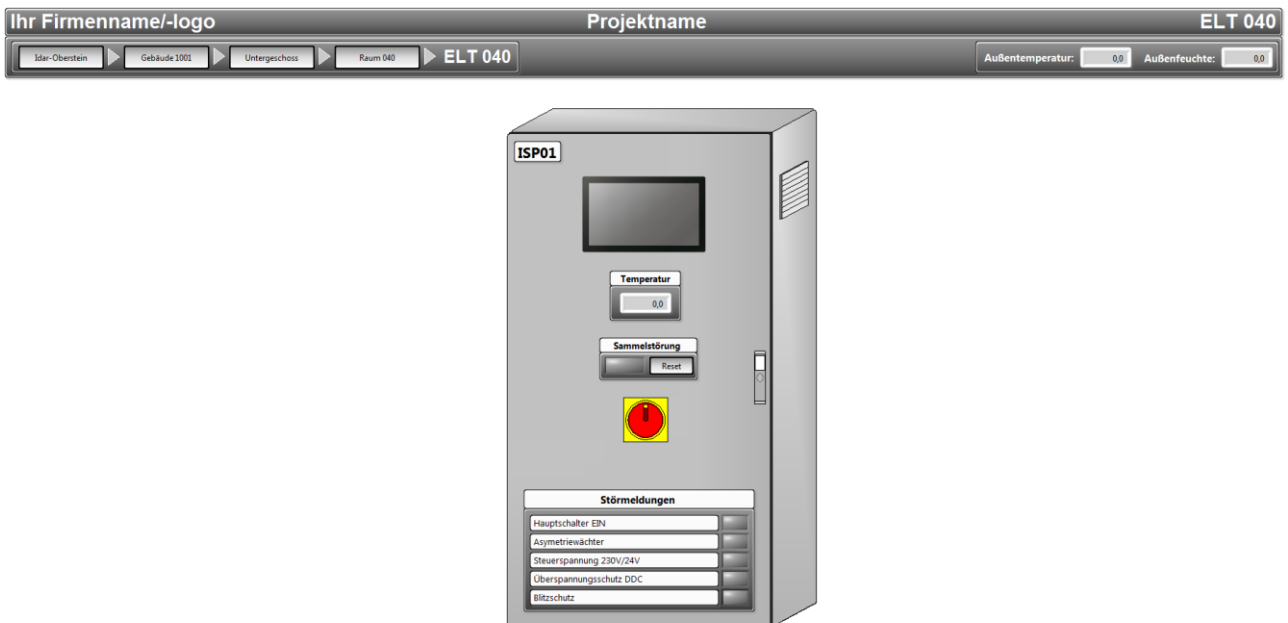 Ihr Firmenname/-logo Projektname ELT 040
Idar-Oberstein Gebäude 1001 Untergeschoss Raum 040 ELT 040 Außentemperatur: 0,0 Außenfeuchte: 0,0
ISP01
Temperatur
0,0
Sammelstörung
Reset
Störmeldungen
Hauptschalter EIN
Asymetriewächter
Steuerspannung 230V/24V
Überspannungsschutz DDC
Blitzschutz